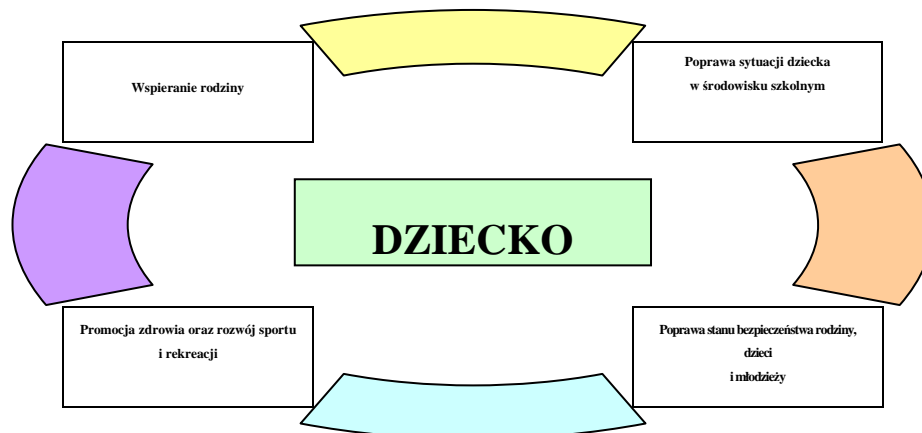 Wspieranie rodziny
Poprawa sytuacji dziecka
w środowisku szkolnym
DZIECKO
Promocja zdrowia oraz rozwój sportu
i rekreacji
Poprawa stanu bezpieczeństwa rodziny,
dzieci
i młodzieży